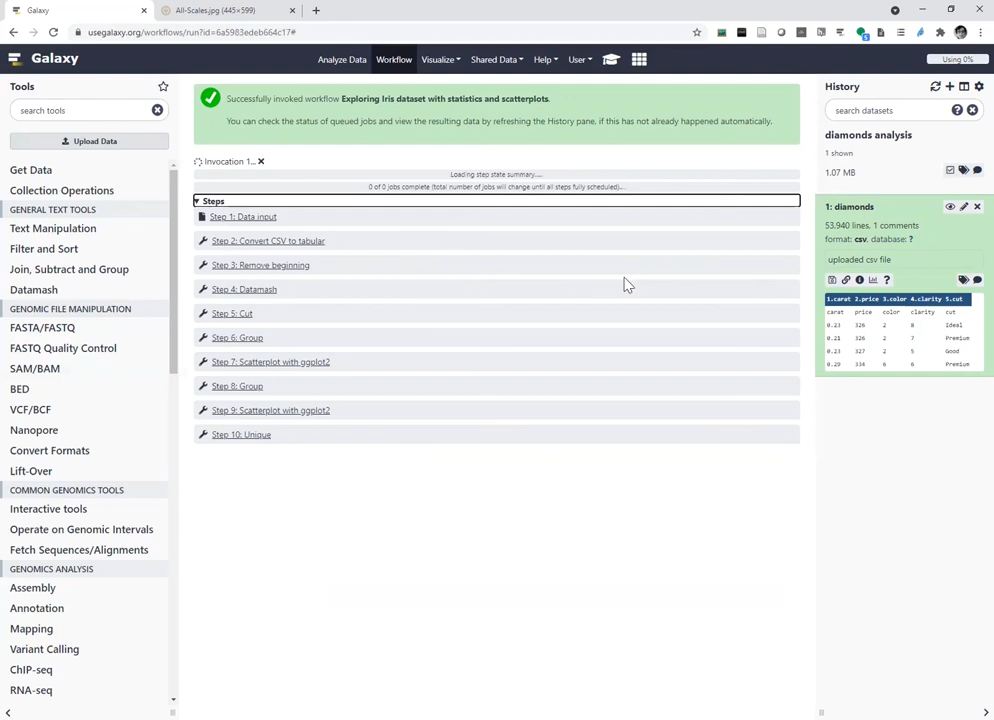 Galaxy
All-Scales.jpg (445×599)
usegalaxy.org/workflows/run?id=6a5983edeb664c17#
Galaxy
Analyze Data
Workflow
Visualize
Shared Data
Help
User
Using 0%
Tools
search tools
Upload Data
Get Data
Collection Operations
GENERAL TEXT TOOLS
Text Manipulation
Filter and Sort
Join, Subtract and Group
Datamash
GENOMIC FILE MANIPULATION
FASTA/FASTQ
FASTQ Quality Control
SAM/BAM
BED
VCF/BCF
Nanopore
Convert Formats
Lift-Over
COMMON GENOMICS TOOLS
Interactive tools
Operate on Genomic Intervals
Fetch Sequences/Alignments
GENOMICS ANALYSIS
Assembly
Annotation
Mapping
Variant Calling
ChIP-seq
RNA-seq
Successfully invoked workflow Exploring Iris dataset with statistics and scatterplots.
You can check the status of queued jobs and view the resulting data by refreshing the History pane, if this has not already happened automatically.
Invocation 1...
Loading step state summary....
0 of 0 jobs complete (total number of jobs will change until all steps fully scheduled)...
Steps
Step 1: Data input
Step 2: Convert CSV to tabular
Step 3: Remove beginning
Step 4: Datamash
Step 5: Cut
Step 6: Group
Step 7: Scatterplot with ggplot2
Step 8: Group
Step 9: Scatterplot with ggplot2
Step 10: Unique
History
search datasets
diamonds analysis
1 shown
1.07 MB
1: diamonds
53,940 lines, 1 comments
format: csv, database: ?
uploaded csv file
1.carat 2.price 3.color 4.clarity 5.cut
carat price color clarity cut
0.23 326 2 8 Ideal
0.21 326 2 7 Premium
0.23 327 2 5 Good
0.29 334 6 6 Premium